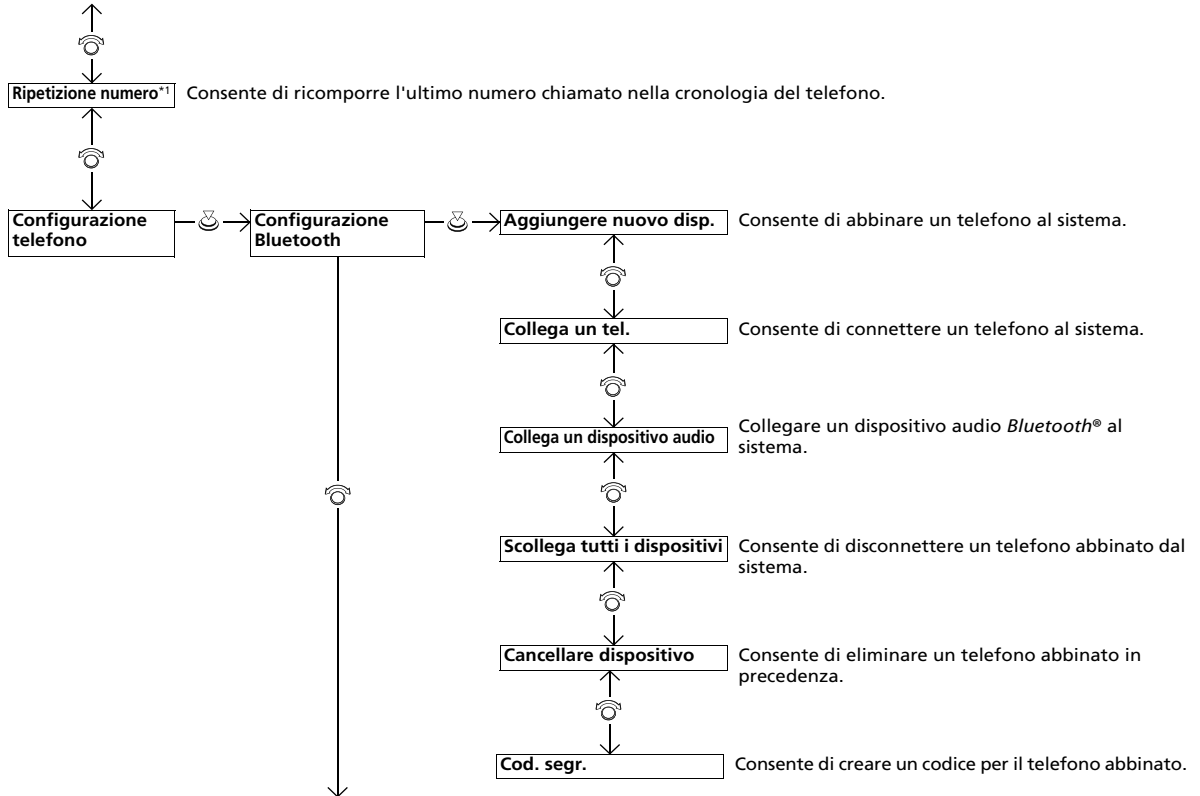 Ripetizione numero*1 Consente di ricomporre l'ultimo numero chiamato nella cronologia del telefono.
Configurazione
telefono
Configurazione
Bluetooth
Aggiungere nuovo disp. Consente di abbinare un telefono al sistema.
Collega un tel. Consente di connettere un telefono al sistema.
Collega un dispositivo audio
Collegare un dispositivo audio Bluetooth® al
sistema.
Scollega tutti i dispositivi
Consente di disconnettere un telefono abbinato dal
sistema.
Cancellare dispositivo
Consente di eliminare un telefono abbinato in
precedenza.
Cod. segr. Consente di creare un codice per il telefono abbinato.